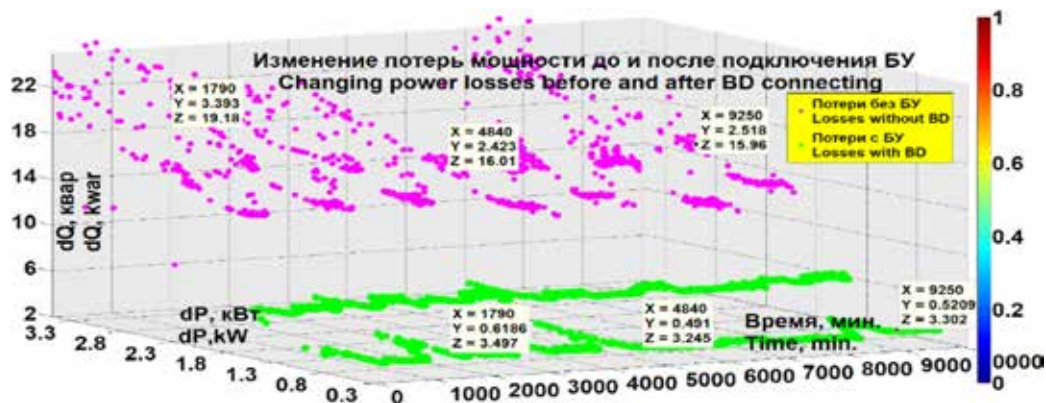 Изменение потерь мощности до и после подключения БУ
Changing power losses before and after BD connecting
Потери без БУ
Losses without BD
Потери с БУ
Losses with BD
X = 1790
Y = 3.393
Z = 19.18
X = 4840
Y = 2.423
Z = 16.01
X = 9250
Y = 2.518
Z = 15.96
X = 1790
Y = 0.6186
Z = 3.497
X = 4840
Y = 0.491
Z = 3.245
X = 9250
Y = 0.5209
Z = 3.302
dQ, квар
dQ, Kwar
22
18
14
10
6
2
dP, кВт
dP,kW
3.3
2.8
2.3
1.8
1.3
0.8
0.3
Время, мин.
Time, min.
0
1000
2000
3000
4000
5000
6000
7000
8000
9000
0000
1
0.8
0.6
0.4
0.2
0